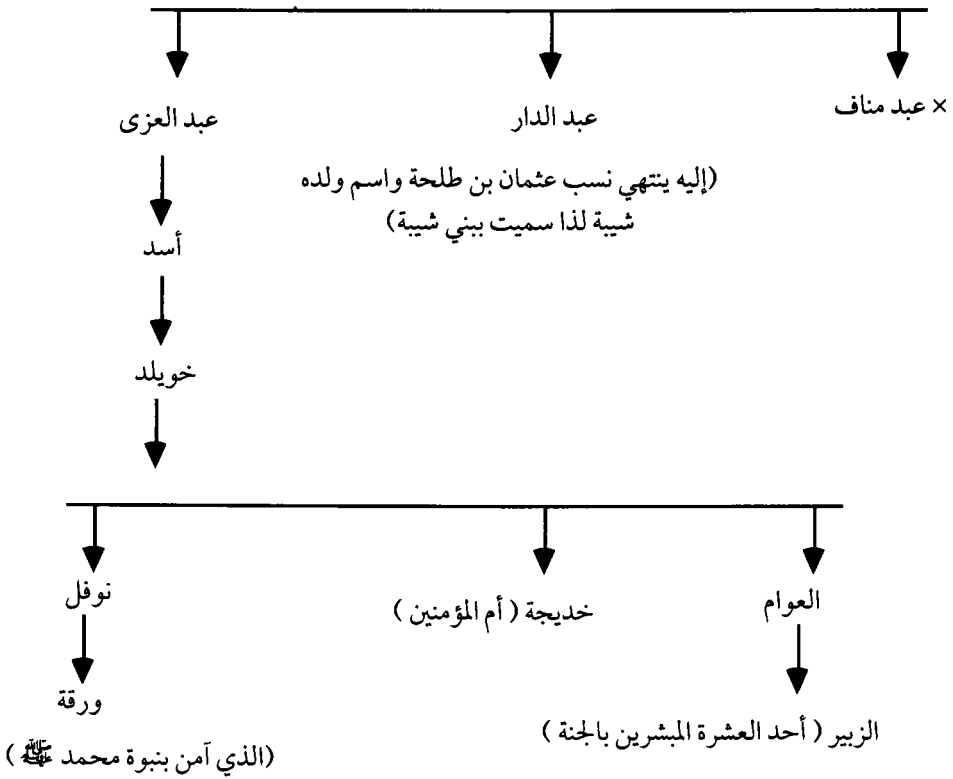 × عبد مناف
عبد الدار
عبد العزى
(إليه ينتهي نسب عثمان بن طلحة واسم ولده
شيبة لذا سميت ببني شيبة)
أسد
خويلد
العوام
خديجة (أم المؤمنين)
نوفل
الزبير (أحد العشرة المبشرين بالجنة)
ورقة
(الذي آمن بنبوة محمد ﷺ)